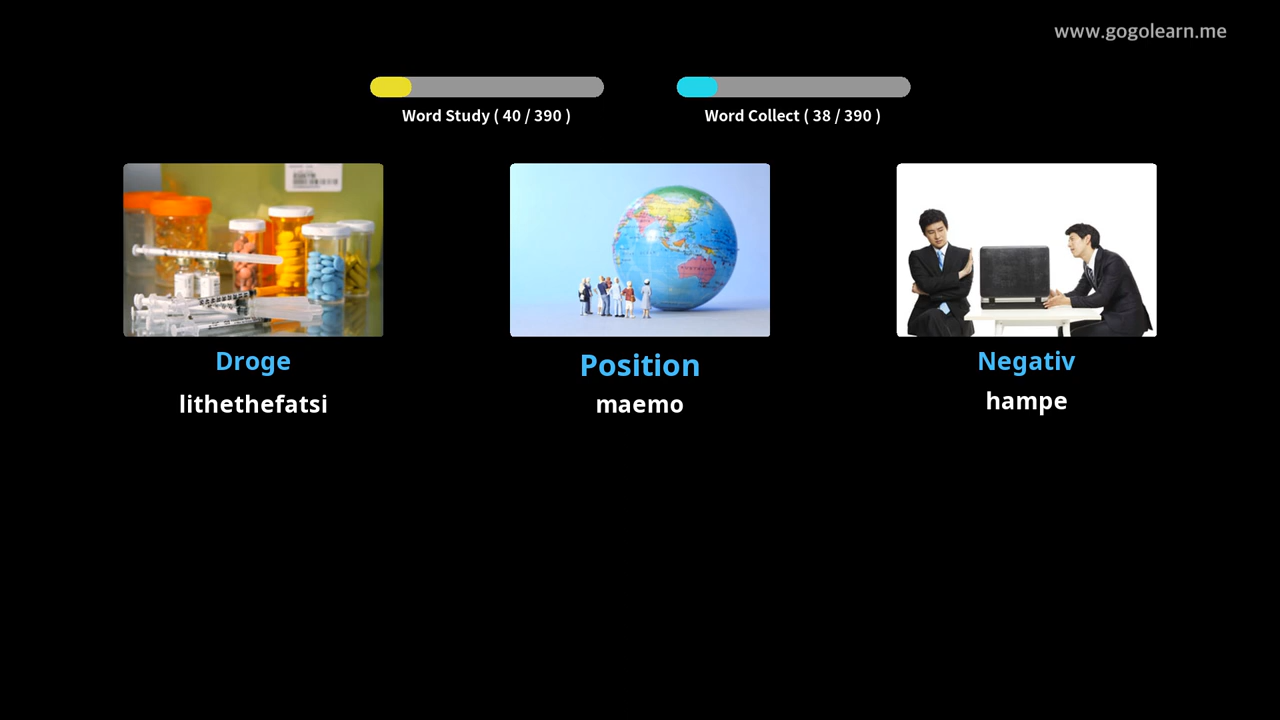 www.gogolearn.me
Word Study ( 40 / 390 )
Word Collect ( 38 / 390 )
Droge
Position
Negativ
lithethefatsi
maemo
hampe